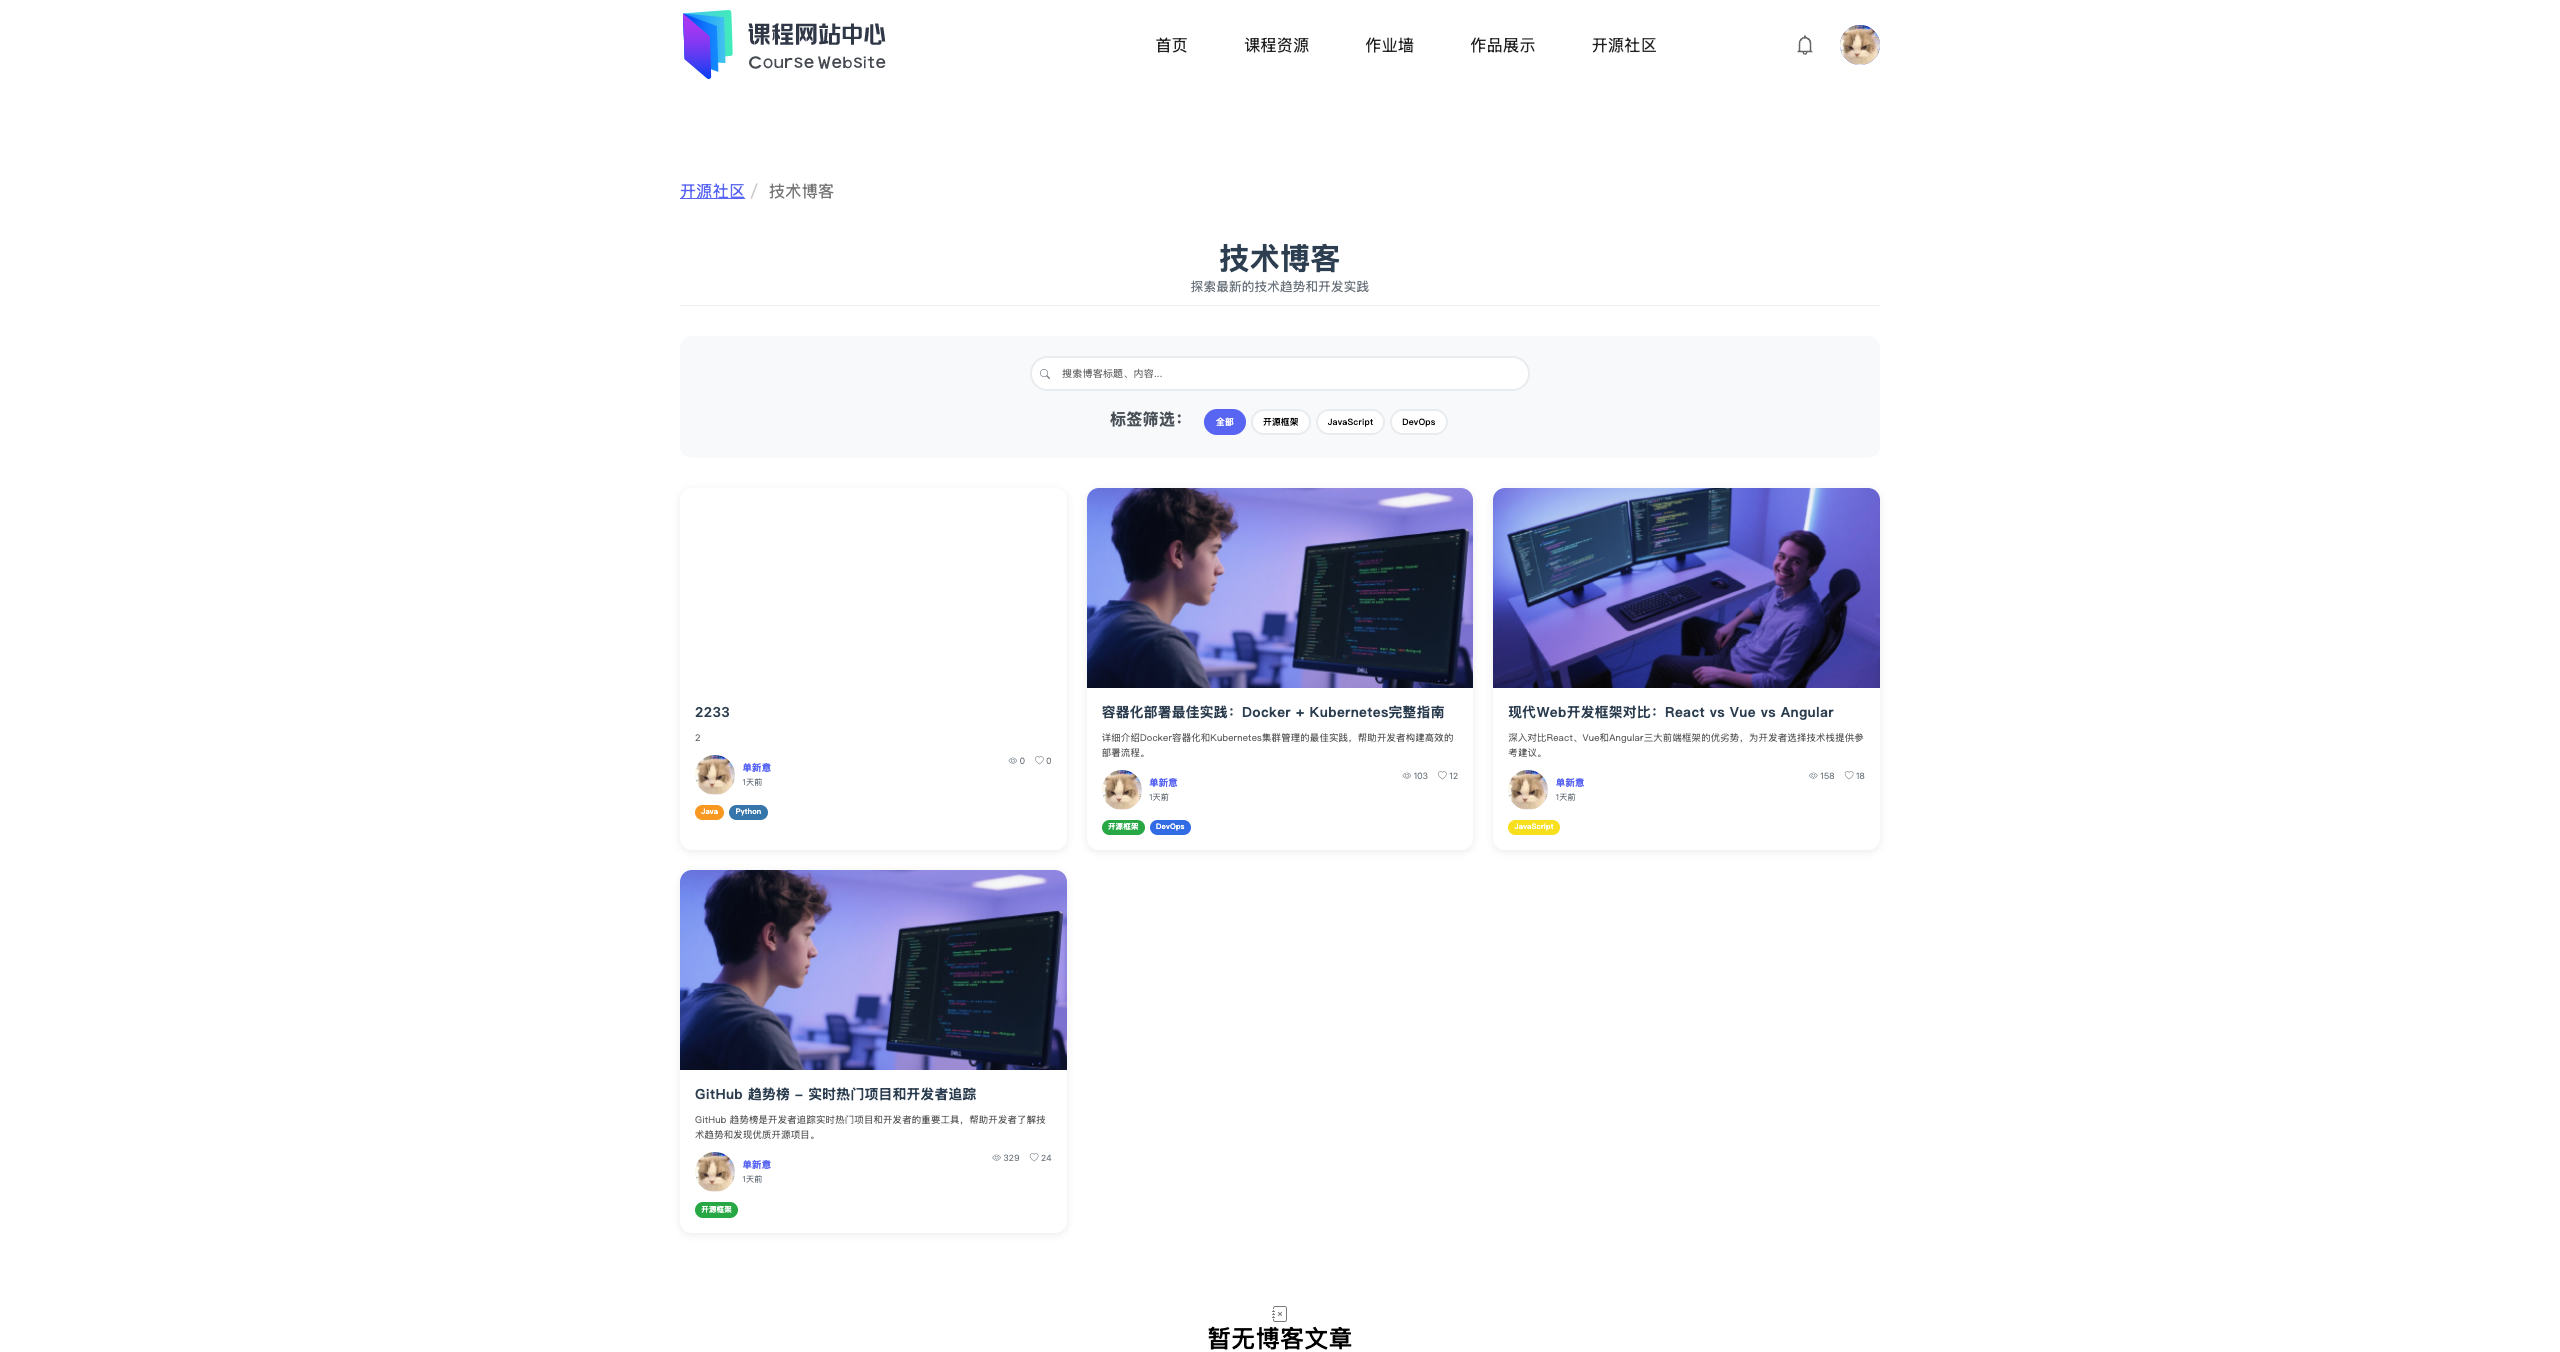 课程网站中心
Course Website
首页 课程资源 作业墙 作品展示 开源社区
开源社区 / 技术博客
技术博客
探索最新的技术趋势和开发实践
搜索博客标题、内容...
标签筛选： 全部 开源框架 JavaScript DevOps
2233
2
单新意
1天前
0 0
Java Python
容器化部署最佳实践：Docker + Kubernetes完整指南
详细介绍Docker容器化和Kubernetes集群管理的最佳实践，帮助开发者构建高效的
部署流程。
单新意
1天前
103 12
开源框架 DevOps
现代Web开发框架对比：React vs Vue vs Angular
深入对比React、Vue和Angular三大前端框架的优劣势，为开发者选择技术栈提供参
考建议。
单新意
1天前
158 18
JavaScript
GitHub 趋势榜 – 实时热门项目和开发者追踪
GitHub 趋势榜是开发者追踪实时热门项目和开发者的重要工具，帮助开发者了解技
术趋势和发现优质开源项目。
单新意
1天前
329 24
开源框架
暂无博客文章